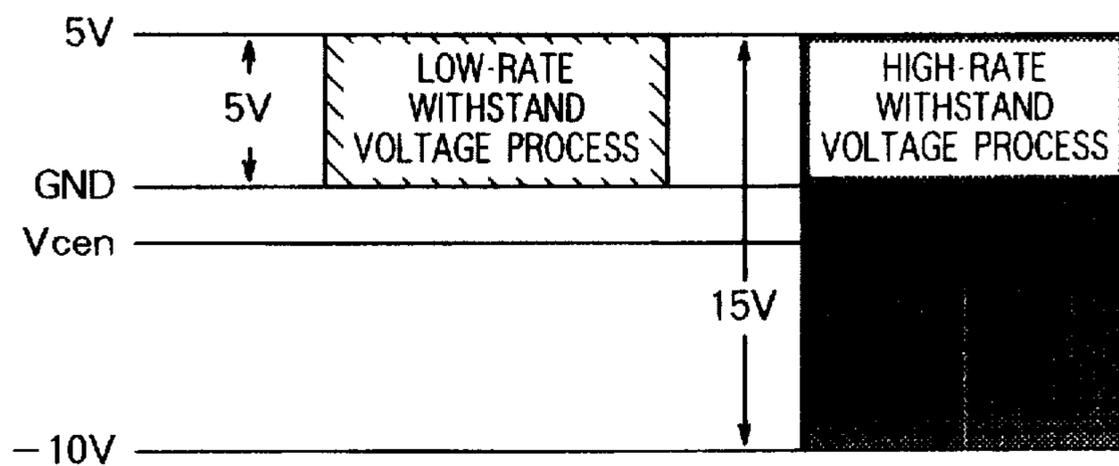 5V
5V
GND
Vcen
-10V
LOW-RATE
WITHSTAND
VOLTAGE PROCESS
15V
HIGH-RATE
WITHSTAND
VOLTAGE PROCESS